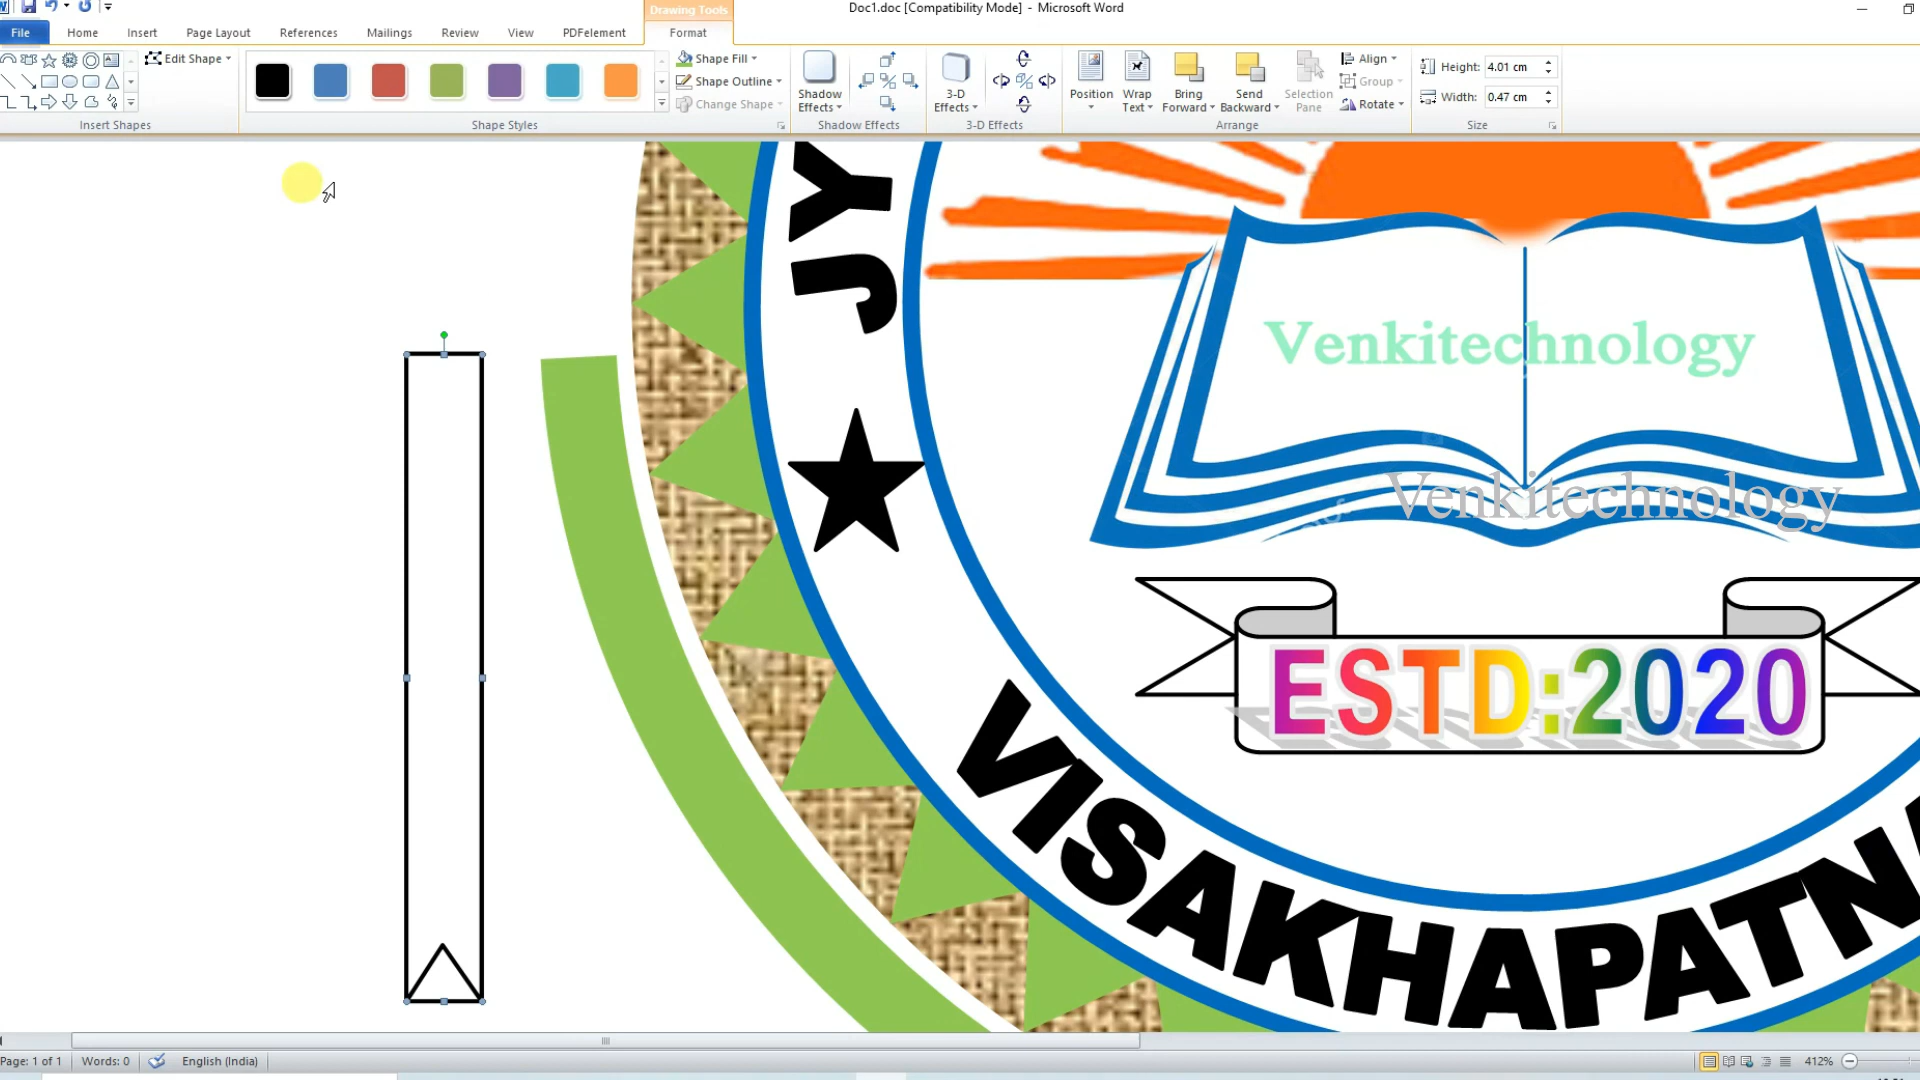 Drawing Tools
Doc1.doc [Compatibility Mode] - Microsoft Word
File Home Insert Page Layout References Mailings Review View PDFelement Format
Edit Shape
Shape Fill
Shape Outline
Change Shape
Shadow Effects
3-D Effects
Position
Wrap Text
Bring Forward
Send Backward
Selection Pane
Align
Group
Rotate
Height: 4.01 cm
Width: 0.47 cm
Insert Shapes Shape Styles Shadow Effects 3-D Effects Arrange Size
JY
Venkitechnology
Venkitechnology
ESTD:2020
VISAKHAPATN
Page: 1 of 1 Words: 0 English (India) 412%